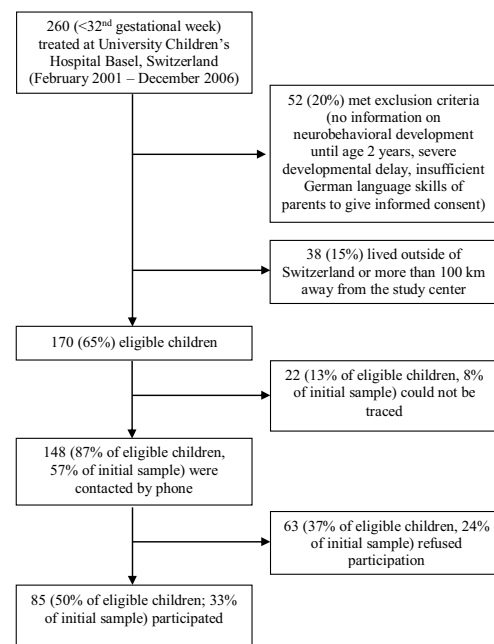 260 (<32nd gestational week)
treated at University Children's
Hospital Basel, Switzerland
(February 2001 – December 2006)
52 (20%) met exclusion criteria
(no information on
neurobehavioral development
until age 2 years, severe
developmental delay, insufficient
German language skills of
parents to give informed consent)
38 (15%) lived outside of
Switzerland or more than 100 km
away from the study center
170 (65%) eligible children
22 (13% of eligible children, 8%
of initial sample) could not be
traced
148 (87% of eligible children,
57% of initial sample) were
contacted by phone
63 (37% of eligible children, 24%
of initial sample) refused
participation
85 (50% of eligible children; 33%
of initial sample) participated